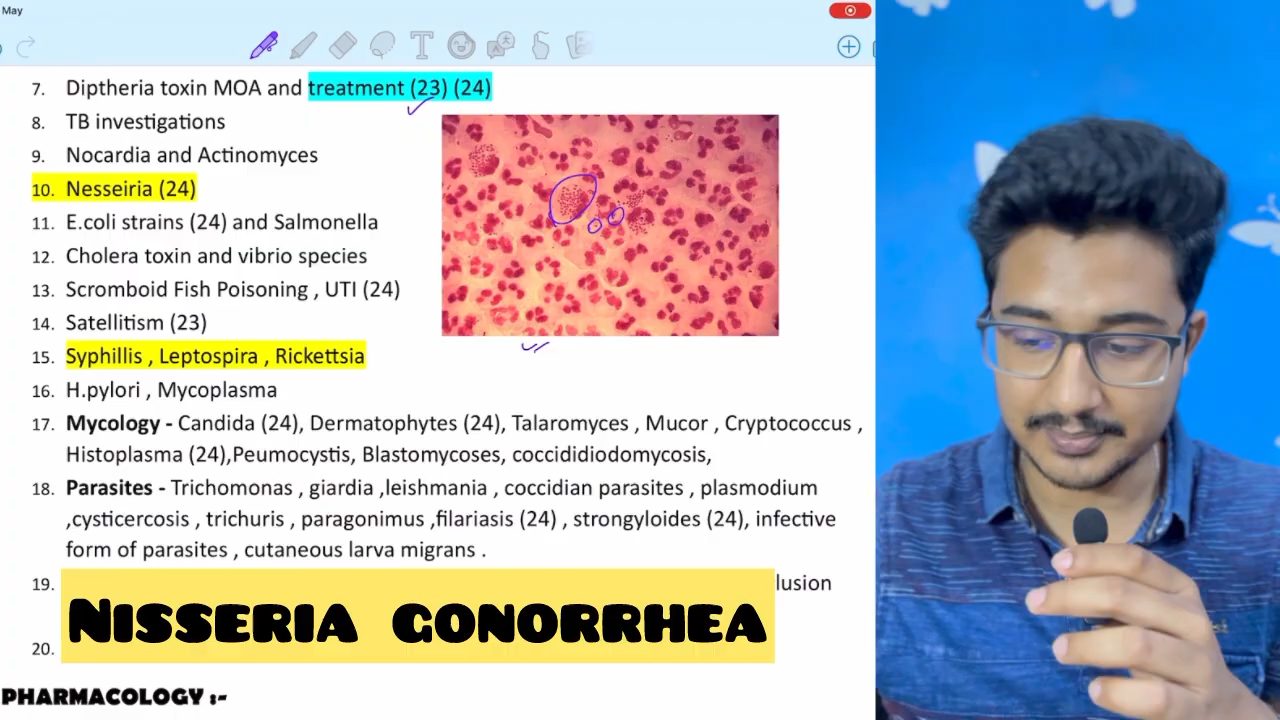 May
7. Diptheria toxin MOA and treatment (23) (24)
8. TB investigations
9. Nocardia and Actinomyces
10. Nesseiria (24)
11. E.coli strains (24) and Salmonella
12. Cholera toxin and vibrio species
13. Scromboid Fish Poisoning , UTI (24)
14. Satellitism (23)
15. Syphillis , Leptospira , Rickettsia
16. H.pylori , Mycoplasma
17. Mycology - Candida (24), Dermatophytes (24), Talaromyces , Mucor , Cryptococcus ,
Histoplasma (24),Peumocystis, Blastomycoses, coccididiodomycosis,
18. Parasites - Trichomonas , giardia ,leishmania , coccidian parasites , plasmodium
,cysticercosis , trichuris , paragonimus ,filariasis (24) , strongyloides (24), infective
form of parasites , cutaneous larva migrans .
19. lusion
NISSERIA GONORRHEA
20.
PHARMACOLOGY :-